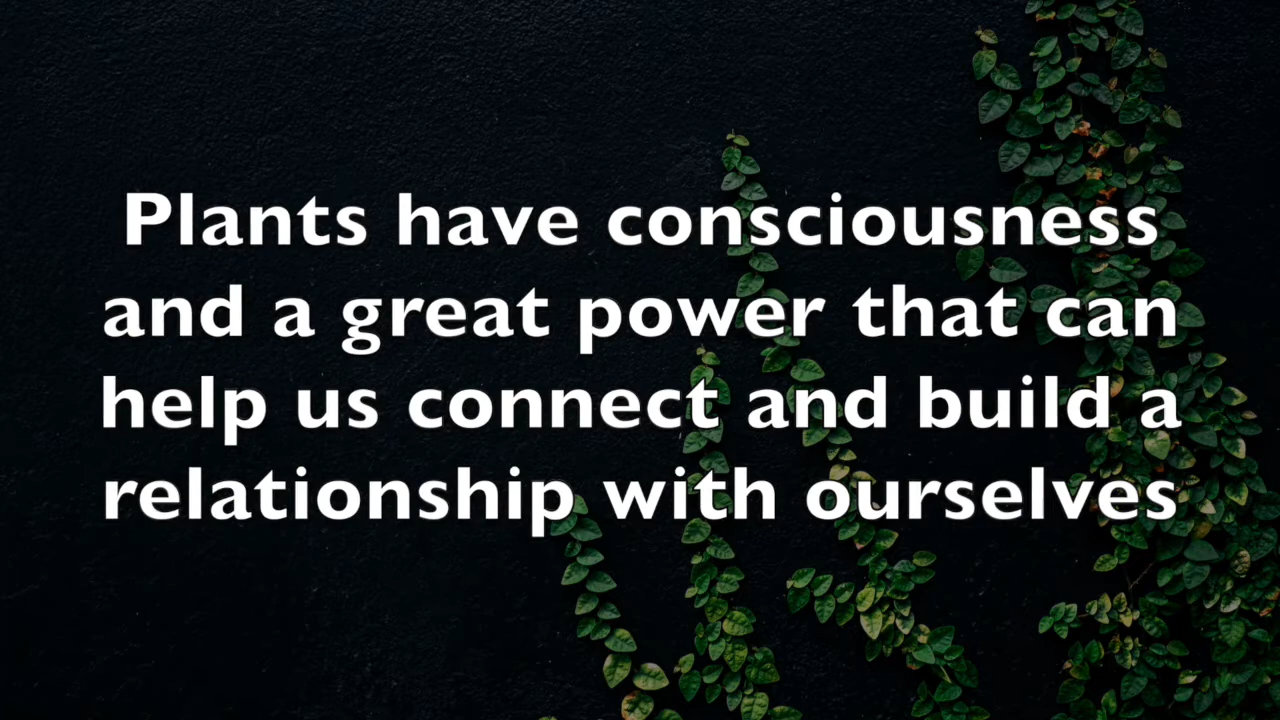 Plants have consciousness
and a great power that can
help us connect and build a
relationship with ourselves